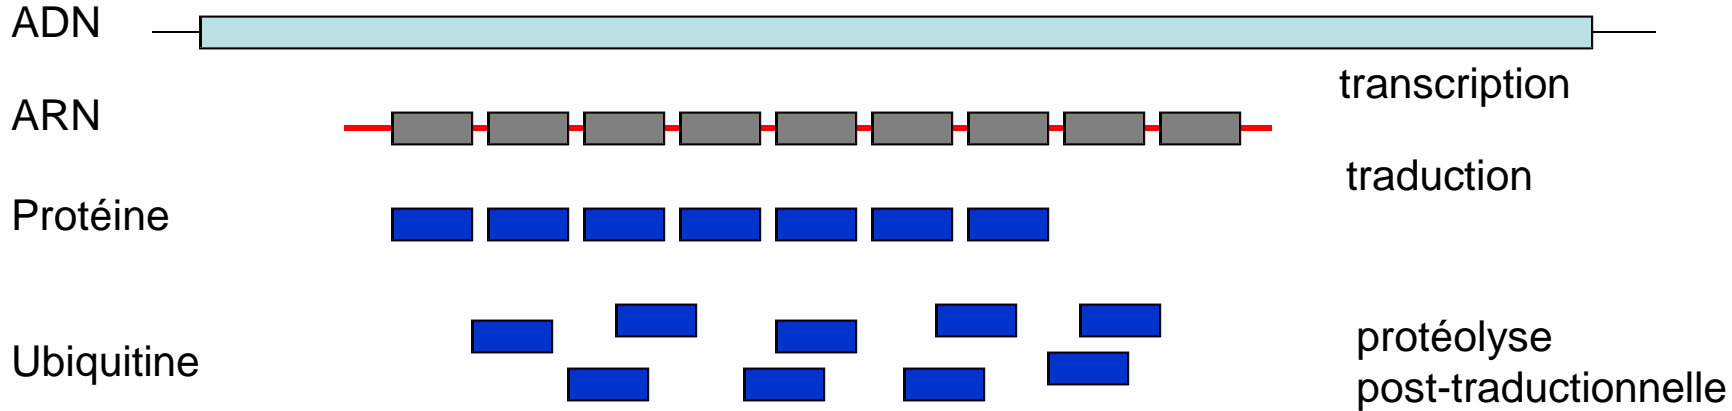 ADN
transcription
ARN
traduction
Protéine
Ubiquitine
protéolyse
post-traductionnelle